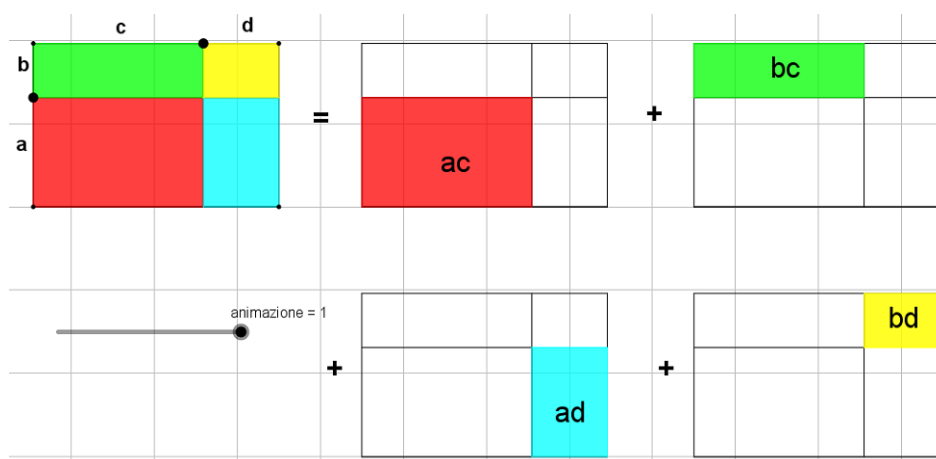 c d
b
a
=
ac
+
bc
animazione = 1
+
ad
+
bd